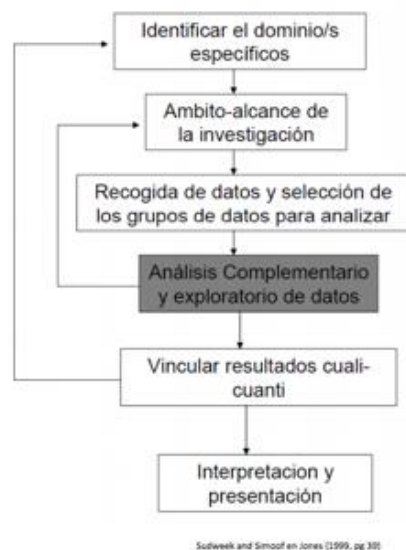 Identificar el dominio/s
específicos
Ambito-alcance de
la investigación
Recogida de datos y selección de
los grupos de datos para analizar
Análisis Complementario
y exploratorio de datos
Vincular resultados cuali-
cuanti
Interpretacion y
presentación
Sudweek and Simoof en Jones (1999, pg 30)